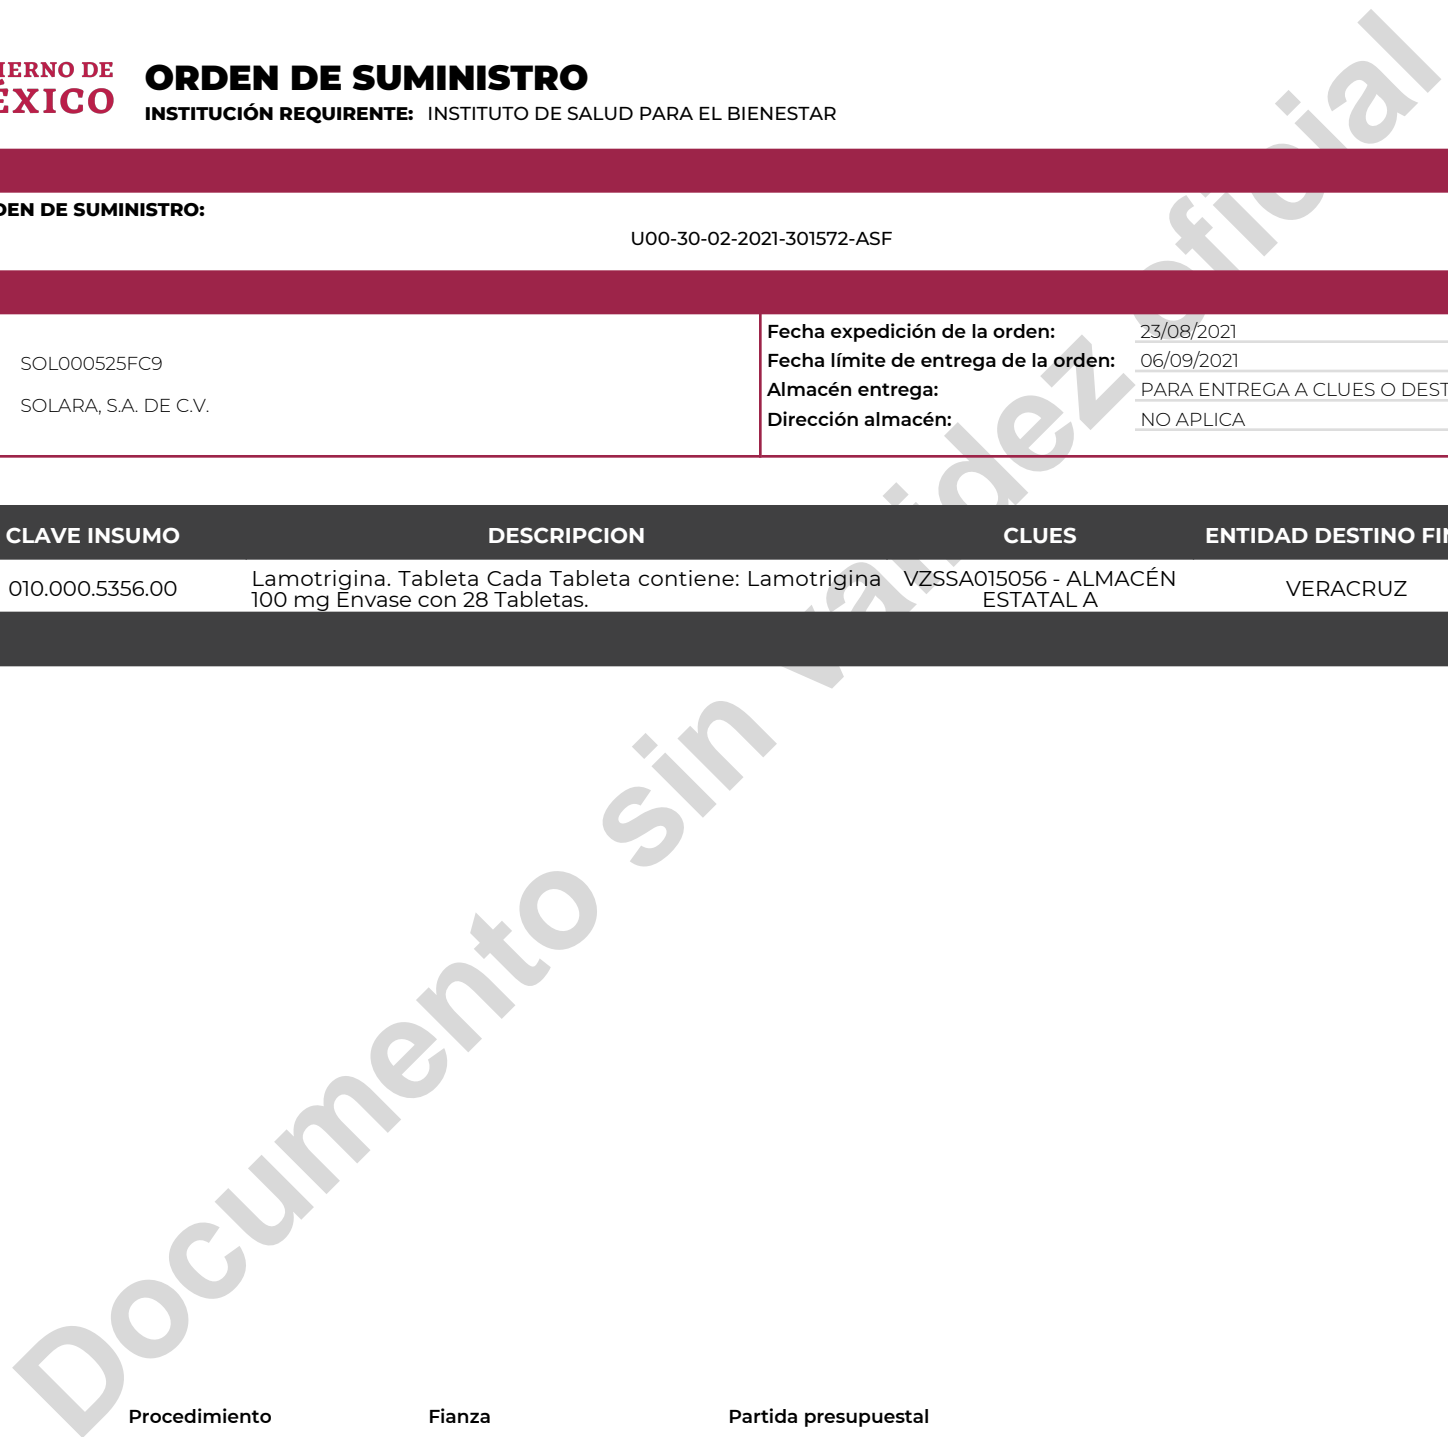 IERNO DE
ÉXICO
ORDEN DE SUMINISTRO
INSTITUCIÓN REQUIRENTE: INSTITUTO DE SALUD PARA EL BIENESTAR
DEN DE SUMINISTRO:
U00-30-02-2021-301572-ASF
SOL000525FC9
SOLARA, S.A. DE C.V.
Fecha expedición de la orden: 23/08/2021
Fecha límite de entrega de la orden: 06/09/2021
Almacén entrega: PARA ENTREGA A CLUES O DEST
Dirección almacén: NO APLICA
CLAVE INSUMO DESCRIPCION CLUES ENTIDAD DESTINO FIN
010.000.5356.00
Lamotrigina. Tableta Cada Tableta contiene: Lamotrigina
100 mg Envase con 28 Tabletas.
VZSSA015056 - ALMACÉN
ESTATAL A
VERACRUZ
Documento sin validez oficial
Procedimiento Fianza Partida presupuestal